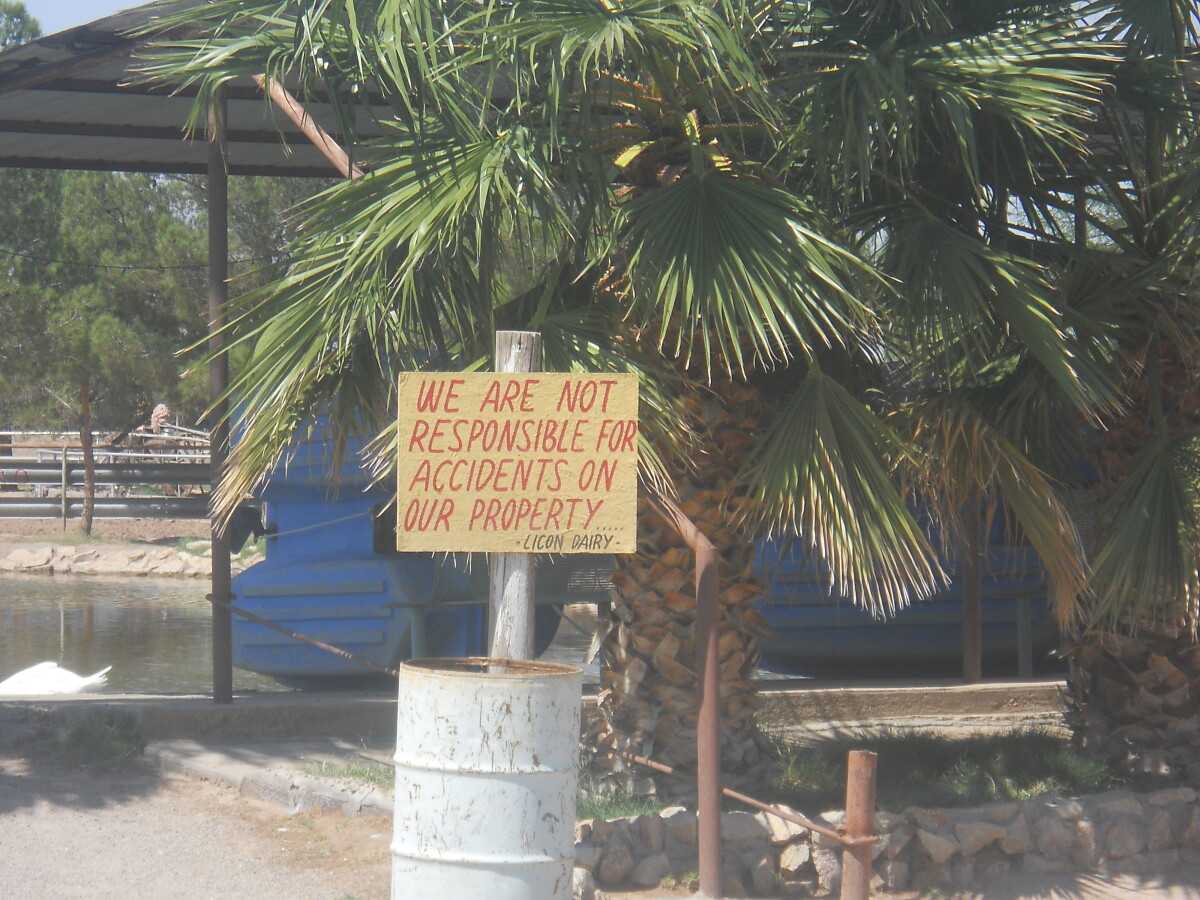 WE ARE NOT
RESPONSIBLE FOR
ACCIDENTS ON
OUR PROPERTY.....
-LICON DAIRY-